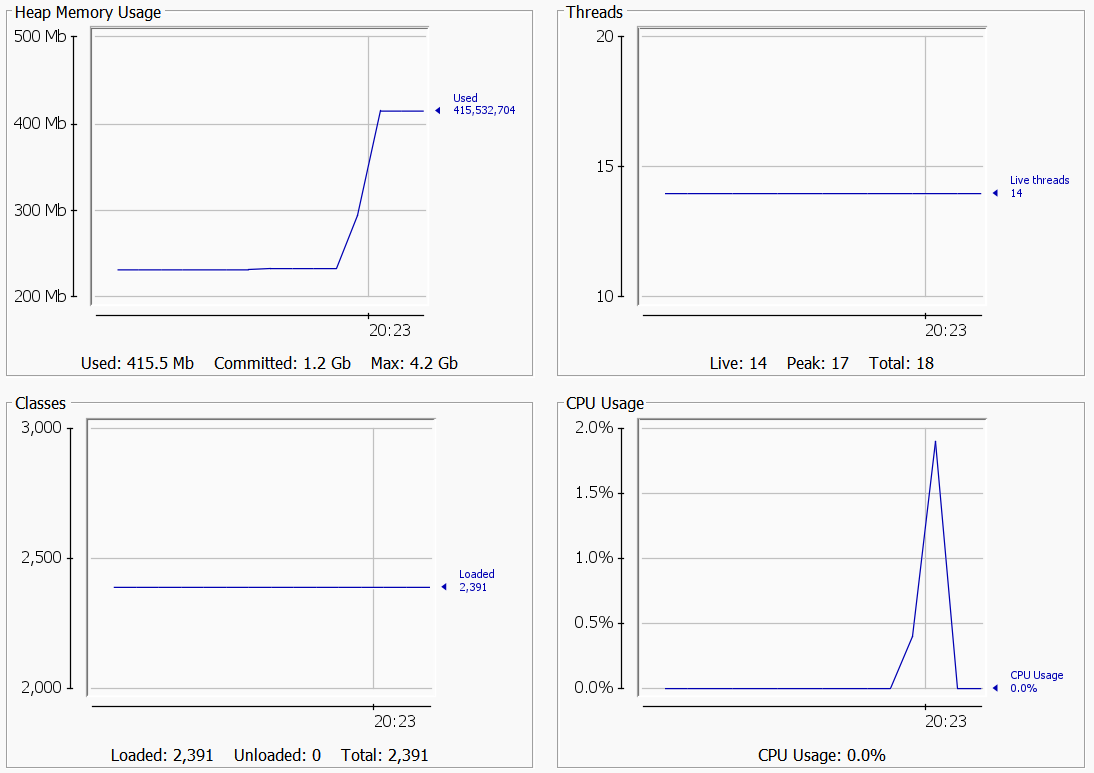 Heap Memory Usage
500 Mb
400 Mb
300 Mb
200 Mb
Used
415,532,704
20:23
Used: 415.5 Mb Committed: 1.2 Gb Max: 4.2 Gb
Threads
20
15
10
Live threads
14
20:23
Live: 14 Peak: 17 Total: 18
Classes
3,000
2,500
2,000
Loaded
2,391
20:23
Loaded: 2,391 Unloaded: 0 Total: 2,391
CPU Usage
2.0%
1.5%
1.0%
0.5%
0.0%
CPU Usage
0.0%
20:23
CPU Usage: 0.0%